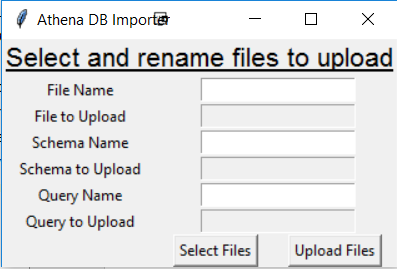 Athena DB Importer
Select and rename files to upload
File Name
File to Upload
Schema Name
Schema to Upload
Query Name
Query to Upload
Select Files Upload Files